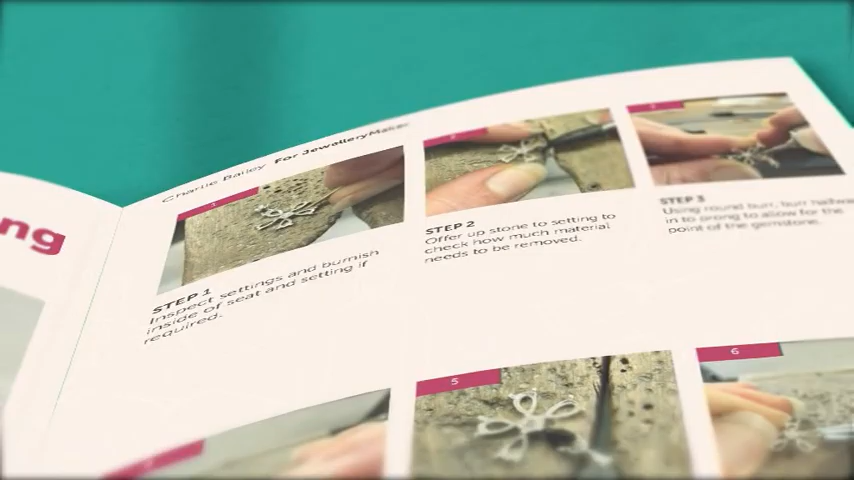 ng
Charlie Bailey For JewelleryMaker
1
2
3
STEP 1
Inspect settings and burnish
inside of seat and setting if
required.
STEP 2
Offer up stone to setting to
check how much material
needs to be removed.
STEP 3
Using round burr, burr halfway
in to prong to allow for the
point of the gemstone.
5
6